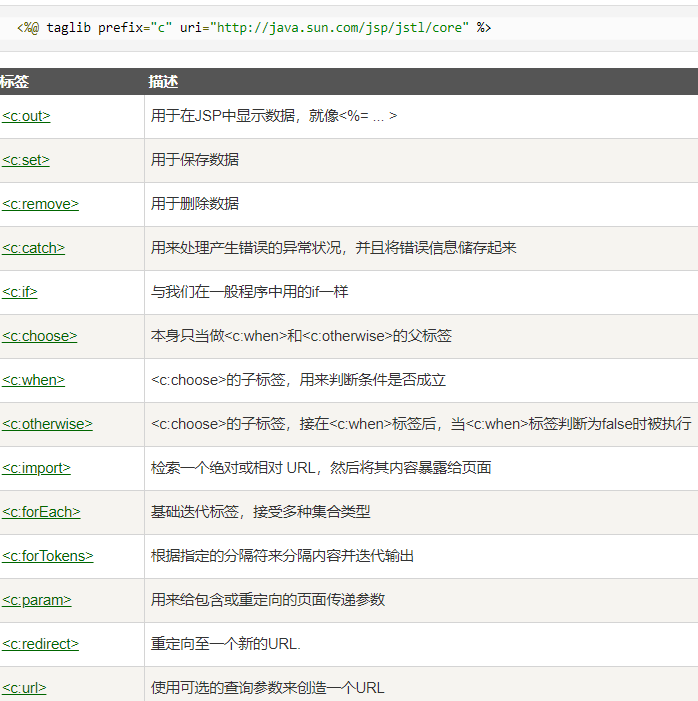 <%@ taglib prefix="c" uri="http://java.sun.com/jsp/jstl/core" %>
标签 描述
<c:out> 用于在JSP中显示数据，就像<%= ... >
<c:set> 用于保存数据
<c:remove> 用于删除数据
<c:catch> 用来处理产生错误的异常状况，并且将错误信息储存起来
<c:if> 与我们在一般程序中用的if一样
<c:choose> 本身只当做<c:when>和<c:otherwise>的父标签
<c:when> <c:choose>的子标签，用来判断条件是否成立
<c:otherwise> <c:choose>的子标签，接在<c:when>标签后，当<c:when>标签判断为false时被执行
<c:import> 检索一个绝对或相对 URL，然后将其内容暴露给页面
<c:forEach> 基础迭代标签，接受多种集合类型
<c:forTokens> 根据指定的分隔符来分隔内容并迭代输出
<c:param> 用来给包含或重定向的页面传递参数
<c:redirect> 重定向至一个新的URL.
<c:url> 使用可选的查询参数来创造一个URL